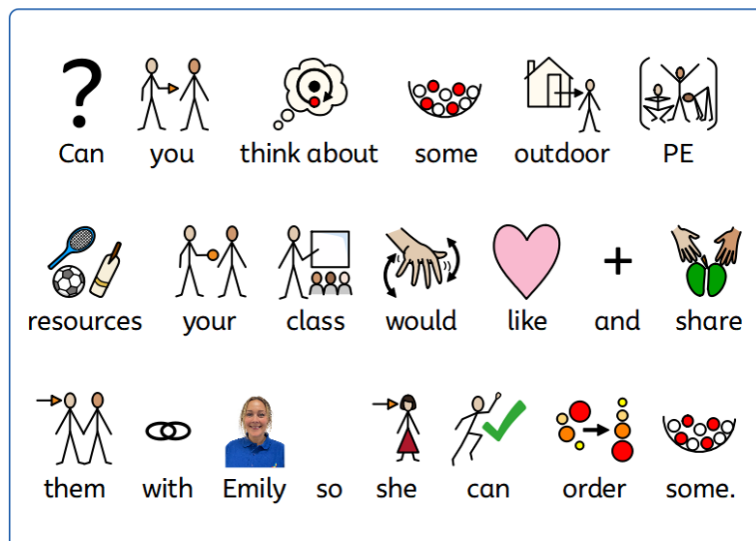 Can you think about some outdoor PE
resources your class would like and share
them with Emily so she can order some.